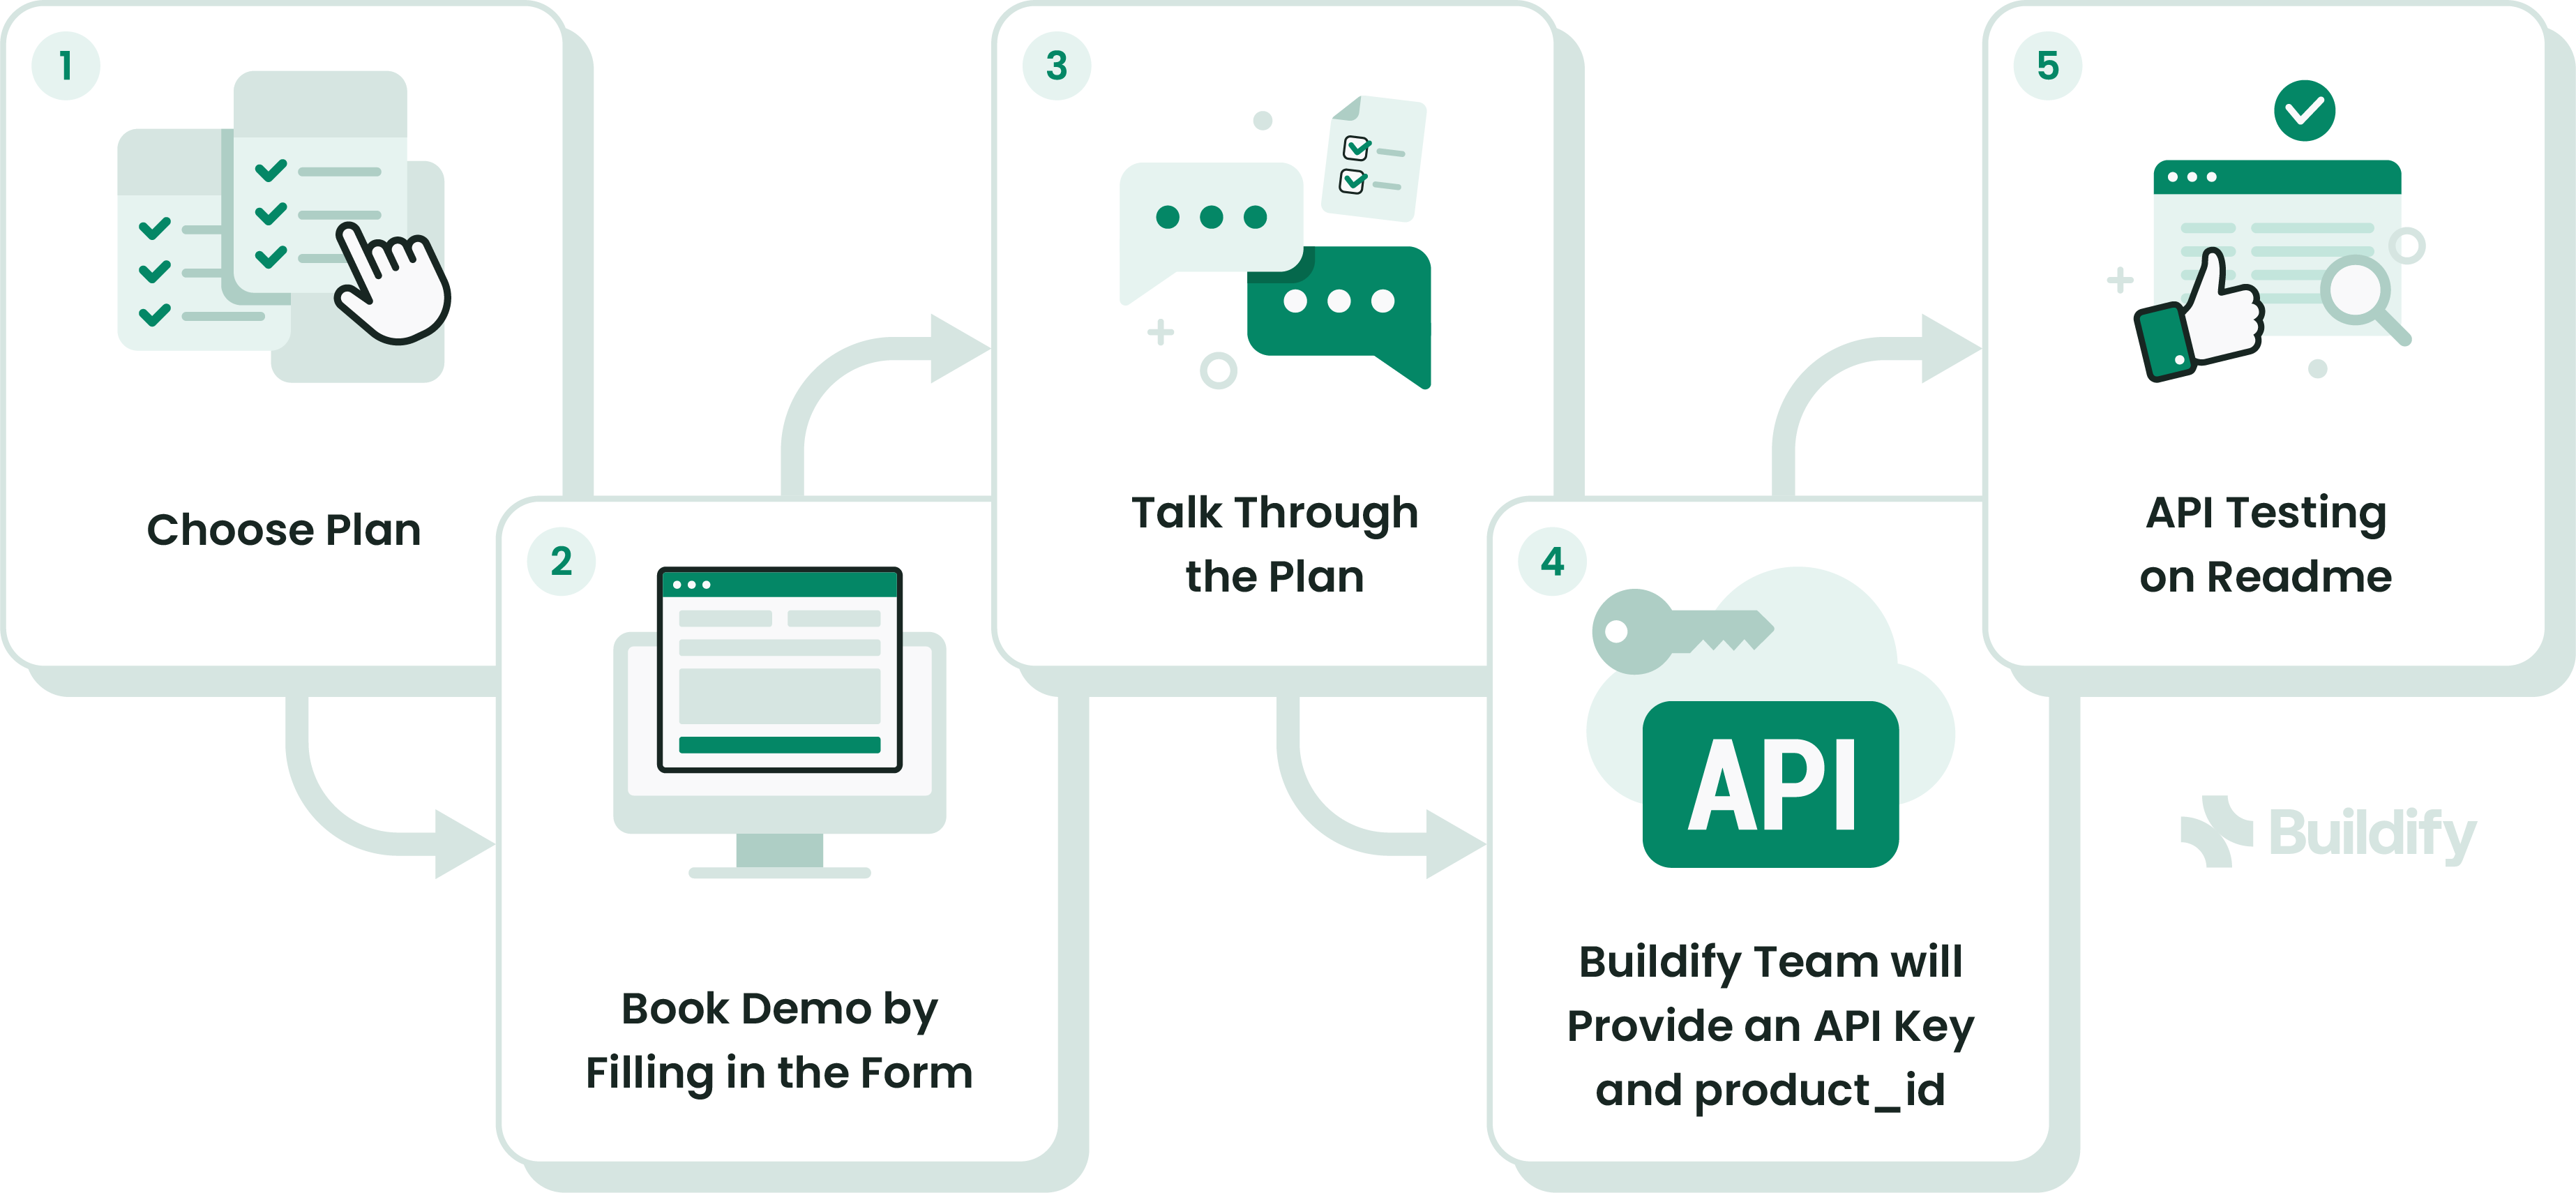 1
Choose Plan
2
Book Demo by
Filling in the Form
3
Talk Through
the Plan
4
API
Buildify Team will
Provide an API Key
and product_id
5
API Testing
on Readme
Buildify